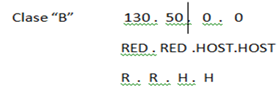 Clase “B” 130. 50. 0. 0
RED. RED .HOST.HOST
R. R. H. H